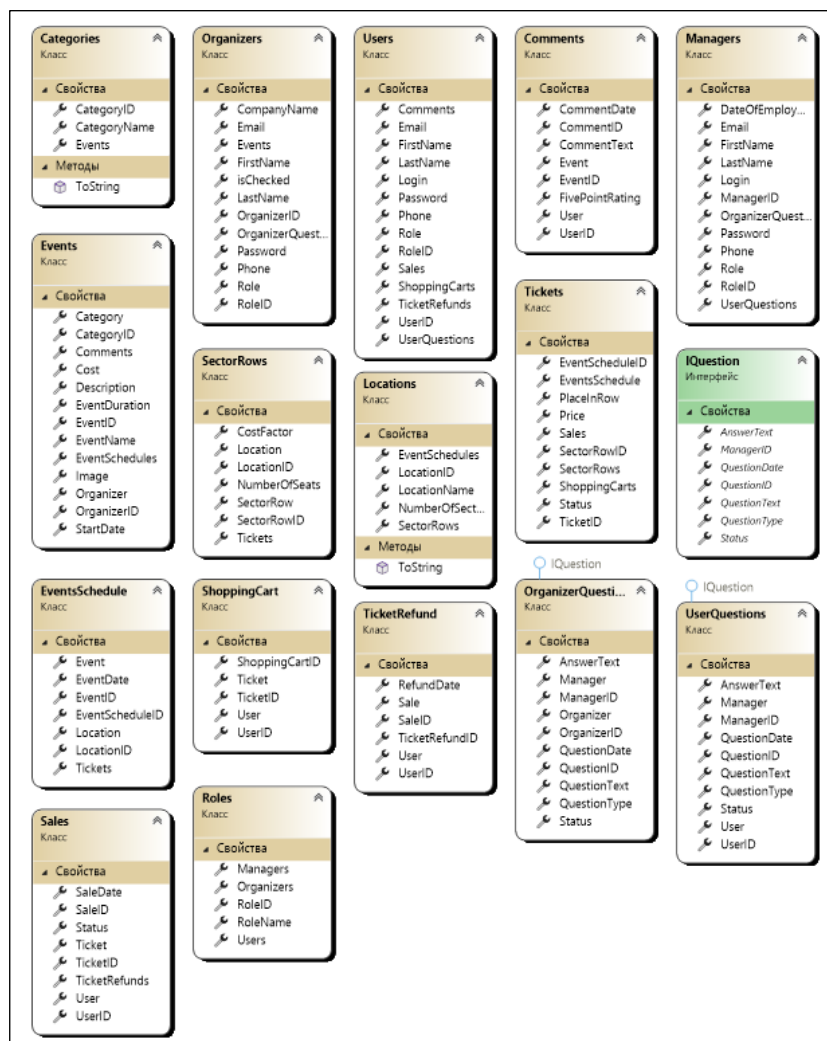 Categories
Класс
Свойства
CategoryID
CategoryName
Events
Методы
ToString
Events
Класс
Свойства
Category
CategoryID
Comments
Cost
Description
EventDuration
EventID
EventName
EventSchedules
Image
Organizer
OrganizerID
StartDate
EventsSchedule
Класс
Свойства
Event
EventDate
EventID
EventScheduleID
Location
LocationID
Tickets
Sales
Класс
Свойства
SaleDate
SaleID
Status
Ticket
TicketID
TicketRefunds
User
UserID
Organizers
Класс
Свойства
CompanyName
Email
Events
FirstName
isChecked
LastName
OrganizerID
OrganizerQuest...
Password
Phone
Role
RoleID
SectorRows
Класс
Свойства
CostFactor
Location
LocationID
NumberOfSeats
SectorRow
SectorRowID
Tickets
ShoppingCart
Класс
Свойства
ShoppingCartID
Ticket
TicketID
User
UserID
Roles
Класс
Свойства
Managers
Organizers
RoleID
RoleName
Users
Users
Класс
Свойства
Comments
Email
FirstName
LastName
Login
Password
Phone
Role
RoleID
Sales
ShoppingCarts
TicketRefunds
UserID
UserQuestions
Locations
Класс
Свойства
EventSchedules
LocationID
LocationName
NumberOfSect...
SectorRows
Методы
ToString
TicketRefund
Класс
Свойства
RefundDate
Sale
SaleID
TicketRefundID
User
UserID
Comments
Класс
Свойства
CommentDate
CommentID
CommentText
Event
EventID
FivePointRating
User
UserID
Tickets
Класс
Свойства
EventScheduleID
EventsSchedule
PlaceInRow
Price
Sales
SectorRowID
SectorRows
ShoppingCarts
Status
TicketID
IQuestion
OrganizerQuesti...
Класс
Свойства
AnswerText
Manager
ManagerID
Organizer
OrganizerID
QuestionDate
QuestionID
QuestionText
QuestionType
Status
Managers
Класс
Свойства
DateOfEmploy...
Email
FirstName
LastName
Login
ManagerID
OrganizerQuest...
Password
Phone
Role
RoleID
UserQuestions
IQuestion
Интерфейс
Свойства
AnswerText
ManagerID
QuestionDate
QuestionID
QuestionText
QuestionType
Status
IQuestion
UserQuestions
Класс
Свойства
AnswerText
Manager
ManagerID
QuestionDate
QuestionID
QuestionText
QuestionType
Status
User
UserID